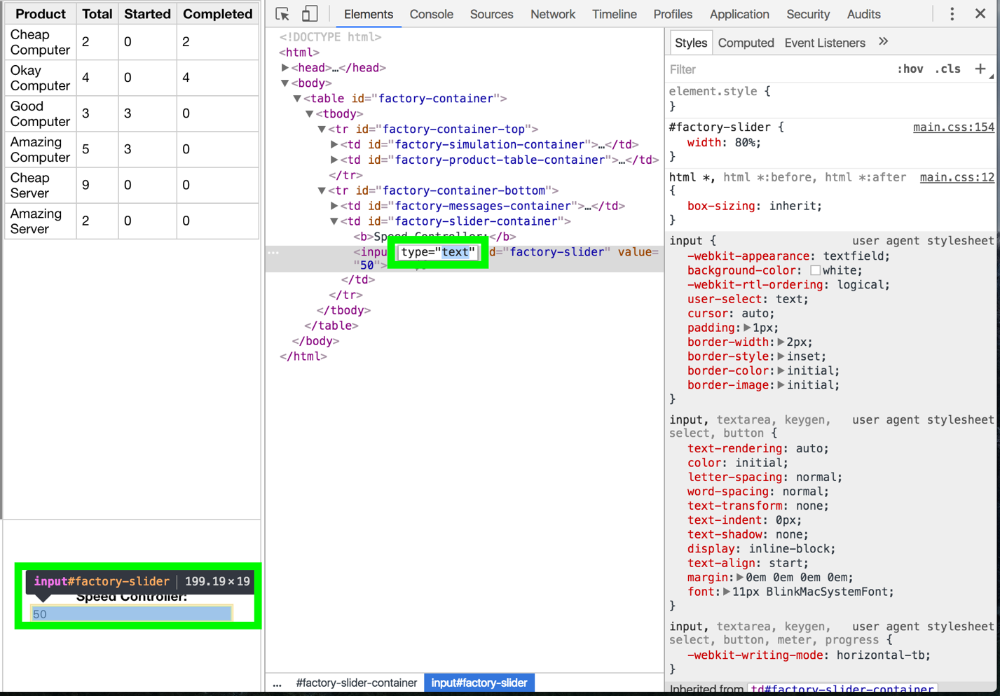 Product Total Started Completed
Cheap Computer 2 0 2
Okay Computer 4 0 4
Good Computer 3 3 0
Amazing Computer 5 3 0
Cheap Server 9 0 0
Amazing Server 2 0 0
input#factory-slider | 199.19 × 19
Speed Controller:
50
Elements Console Sources Network Timeline Profiles Application Security Audits
<!DOCTYPE html>
<html>
▶<head>…</head>
▼<body>
▼<table id="factory-container">
▼<tbody>
▼<tr id="factory-container-top">
▶<td id="factory-simulation-container">…</td>
▶<td id="factory-product-table-container">…</td>
</tr>
▼<tr id="factory-container-bottom">
▶<td id="factory-messages-container">…</td>
▼<td id="factory-slider-container">
<b>Speed Controller:</b>
… <inpu type="text" d="factory-slider" value=
"50">
</td>
</tr>
</tbody>
</table>
</body>
</html>
... #factory-slider-container input#factory-slider
Styles Computed Event Listeners »
Filter :hov .cls +
element.style {
}
#factory-slider { main.css:154
width: 80%;
}
html *, html *:before, html *:after main.css:12
{
box-sizing: inherit;
}
input { user agent stylesheet
-webkit-appearance: textfield;
background-color: white;
-webkit-rtl-ordering: logical;
user-select: text;
cursor: auto;
padding:▶1px;
border-width:▶2px;
border-style:▶inset;
border-color:▶initial;
border-image:▶initial;
}
input, textarea, keygen, user agent stylesheet
select, button {
text-rendering: auto;
color: initial;
letter-spacing: normal;
word-spacing: normal;
text-transform: none;
text-indent: 0px;
text-shadow: none;
display: inline-block;
text-align: start;
margin:▶0em 0em 0em 0em;
font:▶11px BlinkMacSystemFont;
}
input, textarea, keygen, user agent stylesheet
select, button, meter, progress {
-webkit-writing-mode: horizontal-tb;
}
Inherited from td#factory-slider-container